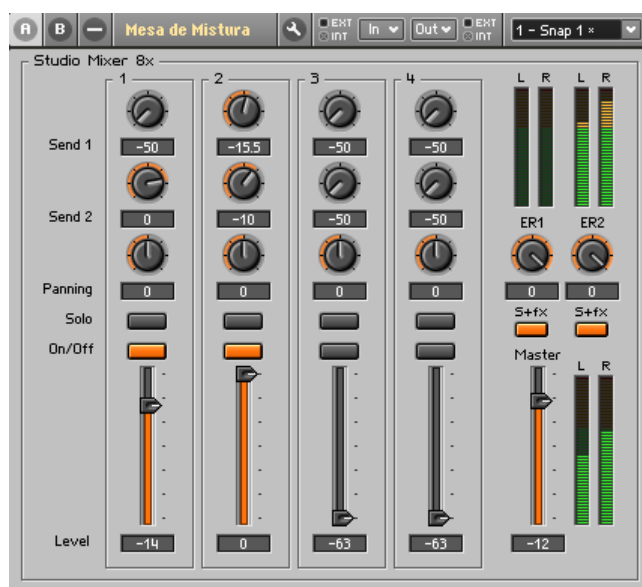 A B Mesa de Mistura EXT INT In Out EXT INT 1 - Snap 1 ×
Studio Mixer 8x
1 2 3 4 L R L R
Send 1 -50 -15.5 -50 -50
Send 2 0 -10 -50 -50 ER1 ER2
Panning 0 0 0 0 0 0
Solo S+fx S+fx
On/Off Master L R
Level -14 0 -63 -63 -12